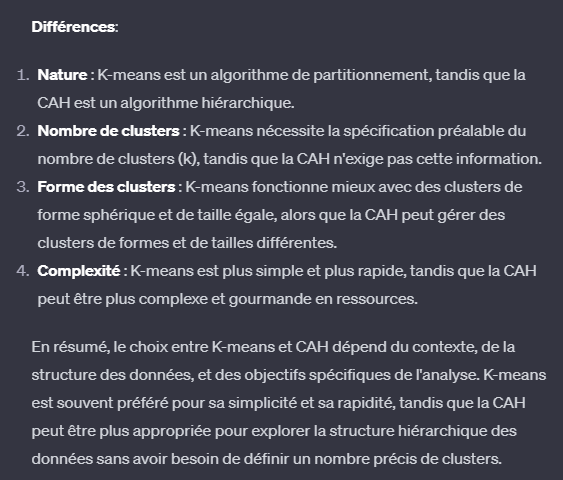 Différences:
1. Nature : K-means est un algorithme de partitionnement, tandis que la
CAH est un algorithme hiérarchique.
2. Nombre de clusters : K-means nécessite la spécification préalable du
nombre de clusters (k), tandis que la CAH n'exige pas cette information.
3. Forme des clusters : K-means fonctionne mieux avec des clusters de
forme sphérique et de taille égale, alors que la CAH peut gérer des
clusters de formes et de tailles différentes.
4. Complexité : K-means est plus simple et plus rapide, tandis que la CAH
peut être plus complexe et gourmande en ressources.
En résumé, le choix entre K-means et CAH dépend du contexte, de la
structure des données, et des objectifs spécifiques de l'analyse. K-means
est souvent préféré pour sa simplicité et sa rapidité, tandis que la CAH
peut être plus appropriée pour explorer la structure hiérarchique des
données sans avoir besoin de définir un nombre précis de clusters.